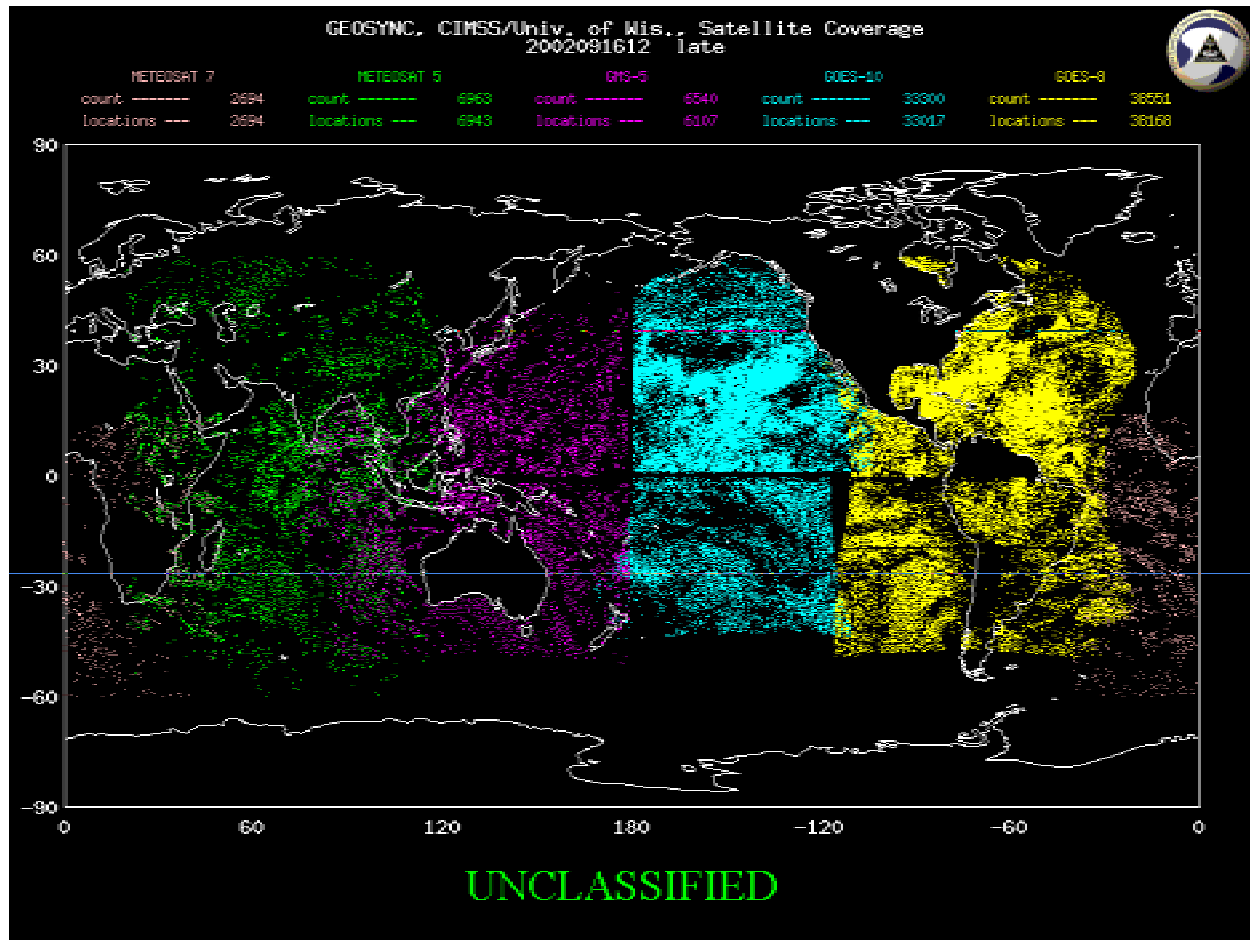 GEOSYNC, CIMSS/Univ. of Wis., Satellite Coverage
2002091612 late
METEOSAT 7 METEOSAT 5 GMS-5 GOES-10 GOES-8
count ------- 2694 count ------- 6963 count ------- 6540 count ------- 33300 count ------- 38551
locations --- 2694 locations --- 6943 locations --- 6107 locations --- 33017 locations --- 38168
90
60
30
0
-30
-60
-90
0 60 120 180 -120 -60 0
UNCLASSIFIED